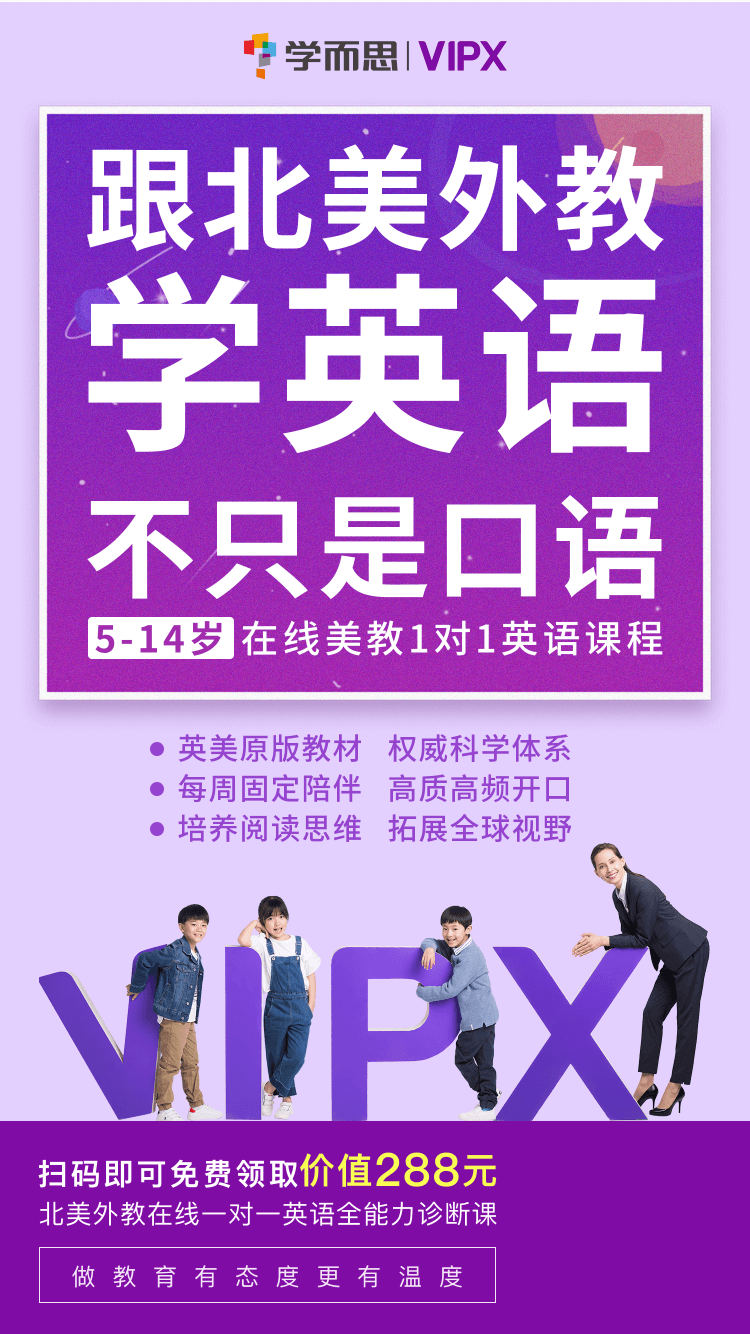 学而思 | VIPX
跟北美外教
学英语
不只是口语
5-14岁 在线美教1对1英语课程
英美原版教材 权威科学体系
每周固定陪伴 高质高频开口
培养阅读思维 拓展全球视野
VIPX
扫码即可免费领取价值288元
北美外教在线一对一英语全能力诊断课
做教育有态度更有温度